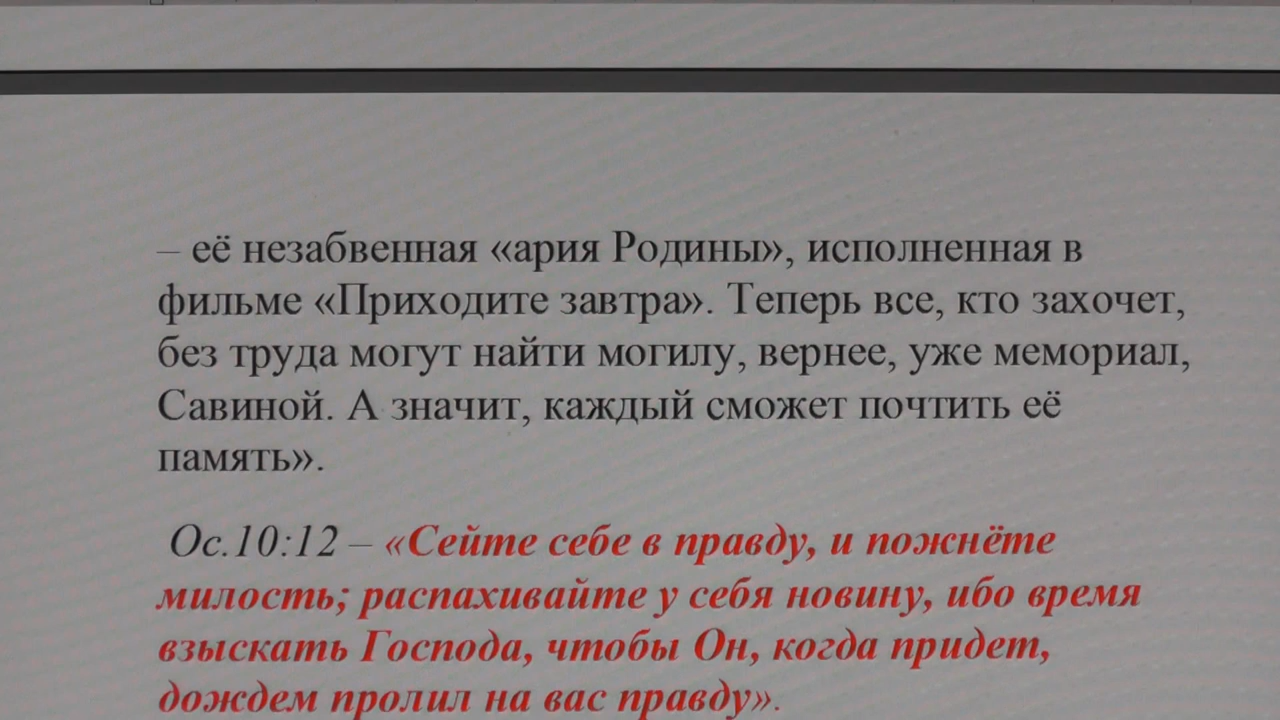 – её незабвенная «ария Родины», исполненная в
фильме «Приходите завтра». Теперь все, кто захочет,
без труда могут найти могилу, вернее, уже мемориал,
Савиной. А значит, каждый сможет почтить её
память».
Ос.10:12 – «Сейте себе в правду, и пожнёте
милость; распахивайте у себя новину, ибо время
взыскать Господа, чтобы Он, когда придет,
дождем пролил на вас правду».